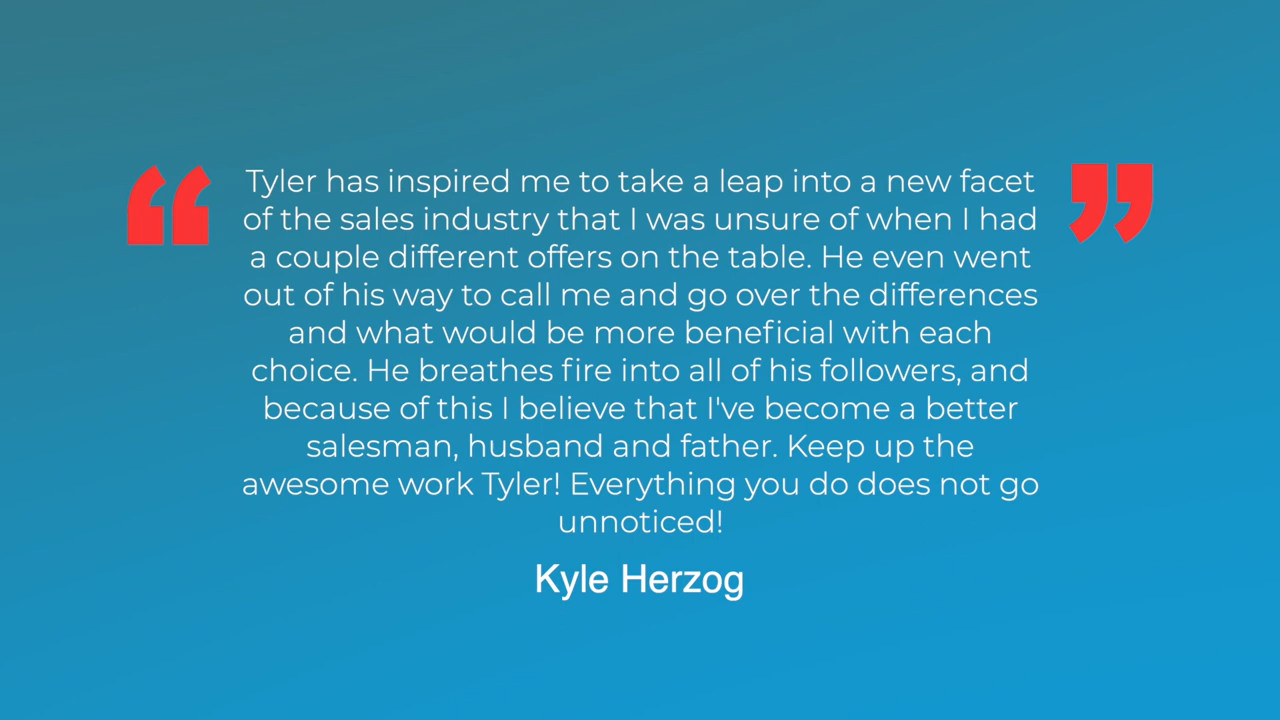 “ Tyler has inspired me to take a leap into a new facet ”
of the sales industry that I was unsure of when I had
a couple different offers on the table. He even went
out of his way to call me and go over the differences
and what would be more beneficial with each
choice. He breathes fire into all of his followers, and
because of this I believe that I've become a better
salesman, husband and father. Keep up the
awesome work Tyler! Everything you do does not go
unnoticed!
Kyle Herzog